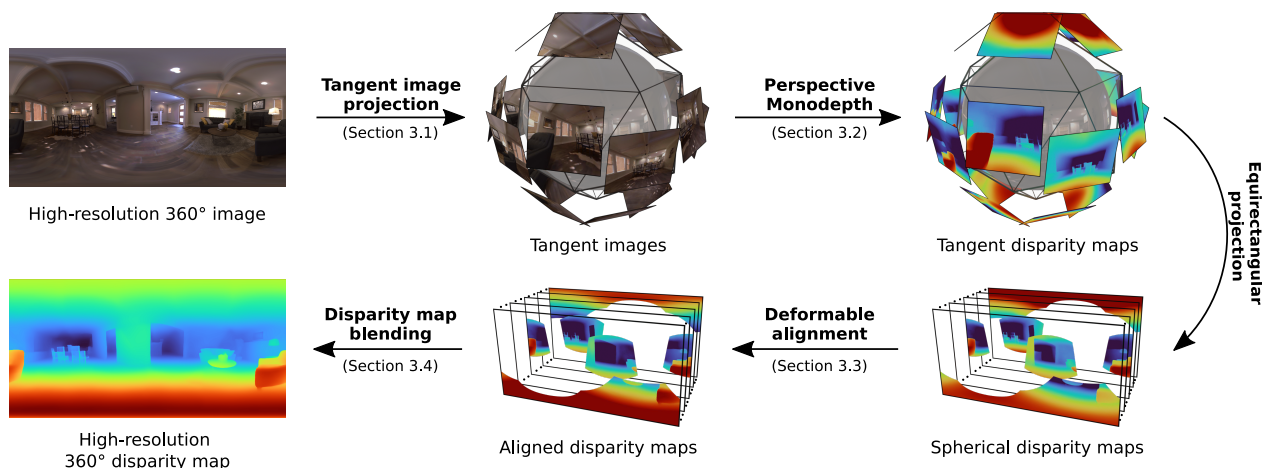 Tangent image
projection
(Section 3.1)
Perspective
Monodepth
(Section 3.2)
High-resolution 360° image
Tangent images
Tangent disparity maps
Equirectangular
projection
Disparity map
blending
(Section 3.4)
Deformable
alignment
(Section 3.3)
High-resolution
360° disparity map
Aligned disparity maps
Spherical disparity maps